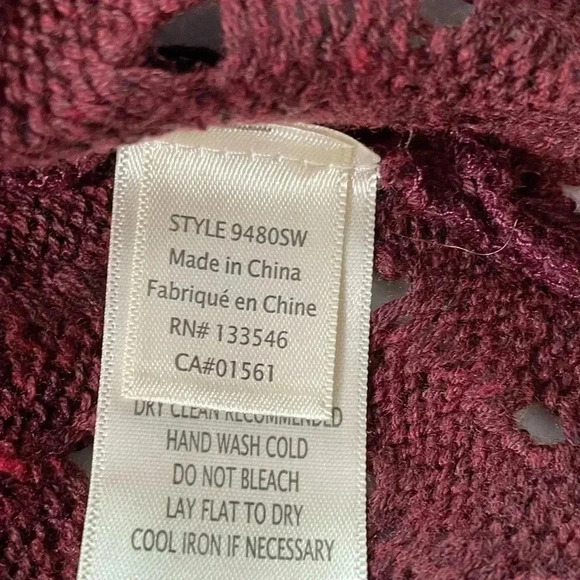 STYLE 9480SW
Made in China
Fabriqué en Chine
RN# 133546
CA#01561
DRY CLEAN RECOMMENDED
HAND WASH COLD
DO NOT BLEACH
LAY FLAT TO DRY
COOL IRON IF NECESSARY